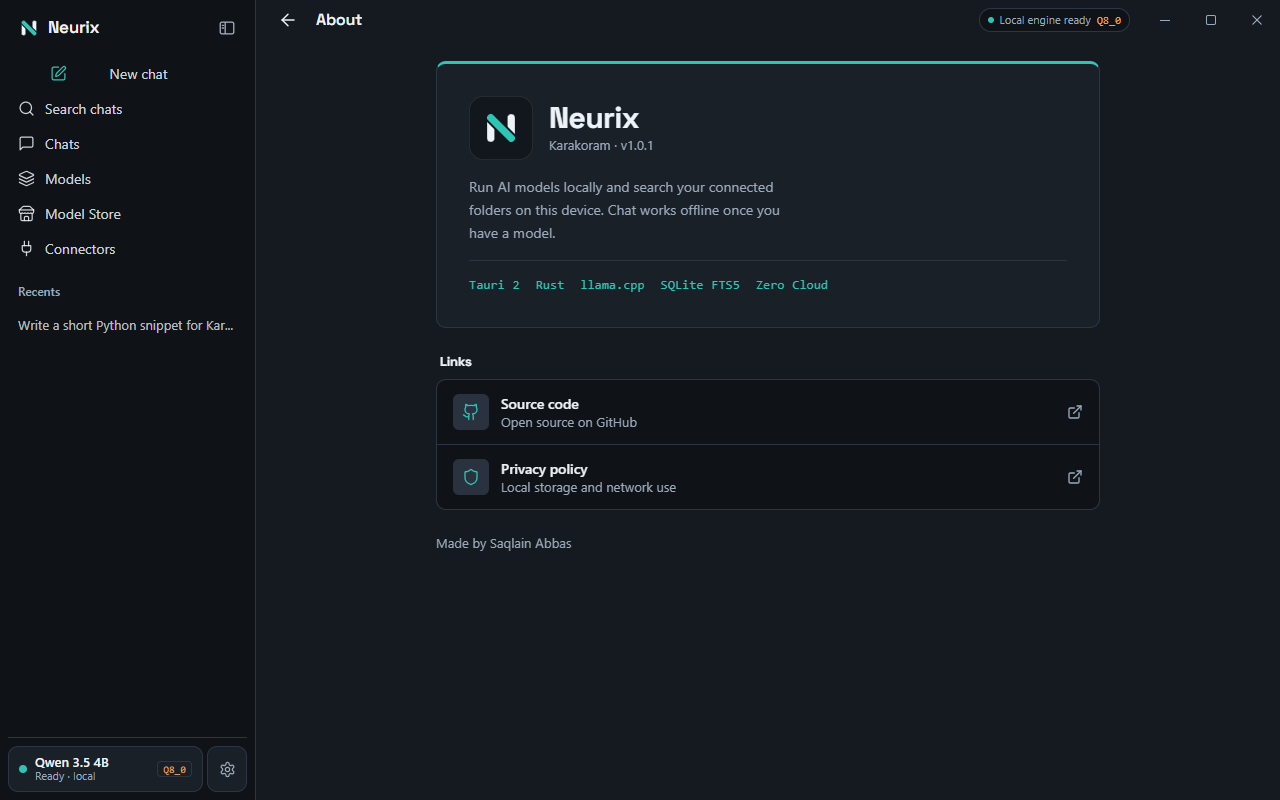 Neurix
New chat
Search chats
Chats
Models
Model Store
Connectors
Recents
Write a short Python snippet for Kar...
Qwen 3.5 4B
Ready · local
Q8_0
About
Local engine ready Q8_0
Neurix
Karakoram · v1.0.1
Run AI models locally and search your connected
folders on this device. Chat works offline once you
have a model.
Tauri 2 Rust llama.cpp SQLite FTS5 Zero Cloud
Links
Source code
Open source on GitHub
Privacy policy
Local storage and network use
Made by Saqlain Abbas